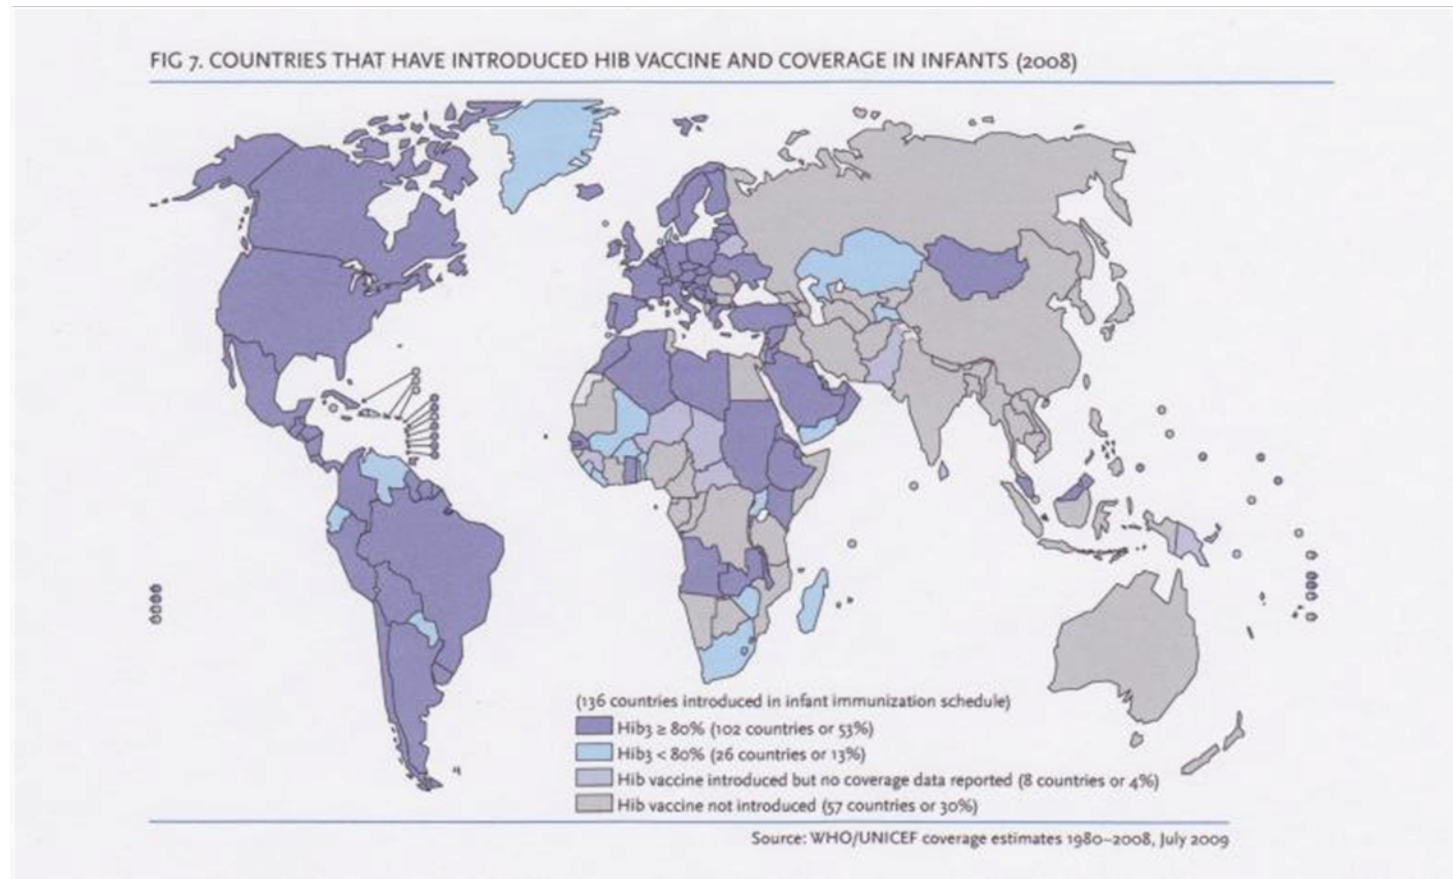 FIG 7. COUNTRIES THAT HAVE INTRODUCED HIB VACCINE AND COVERAGE IN INFANTS (2008)
(136 countries introduced in infant immunization schedule)
Hib3 ≥ 80% (102 countries or 53%)
Hib3 < 80% (26 countries or 13%)
Hib vaccine introduced but no coverage data reported (8 countries or 4%)
Hib vaccine not introduced (57 countries or 30%)
Source: WHO/UNICEF coverage estimates 1980–2008, July 2009